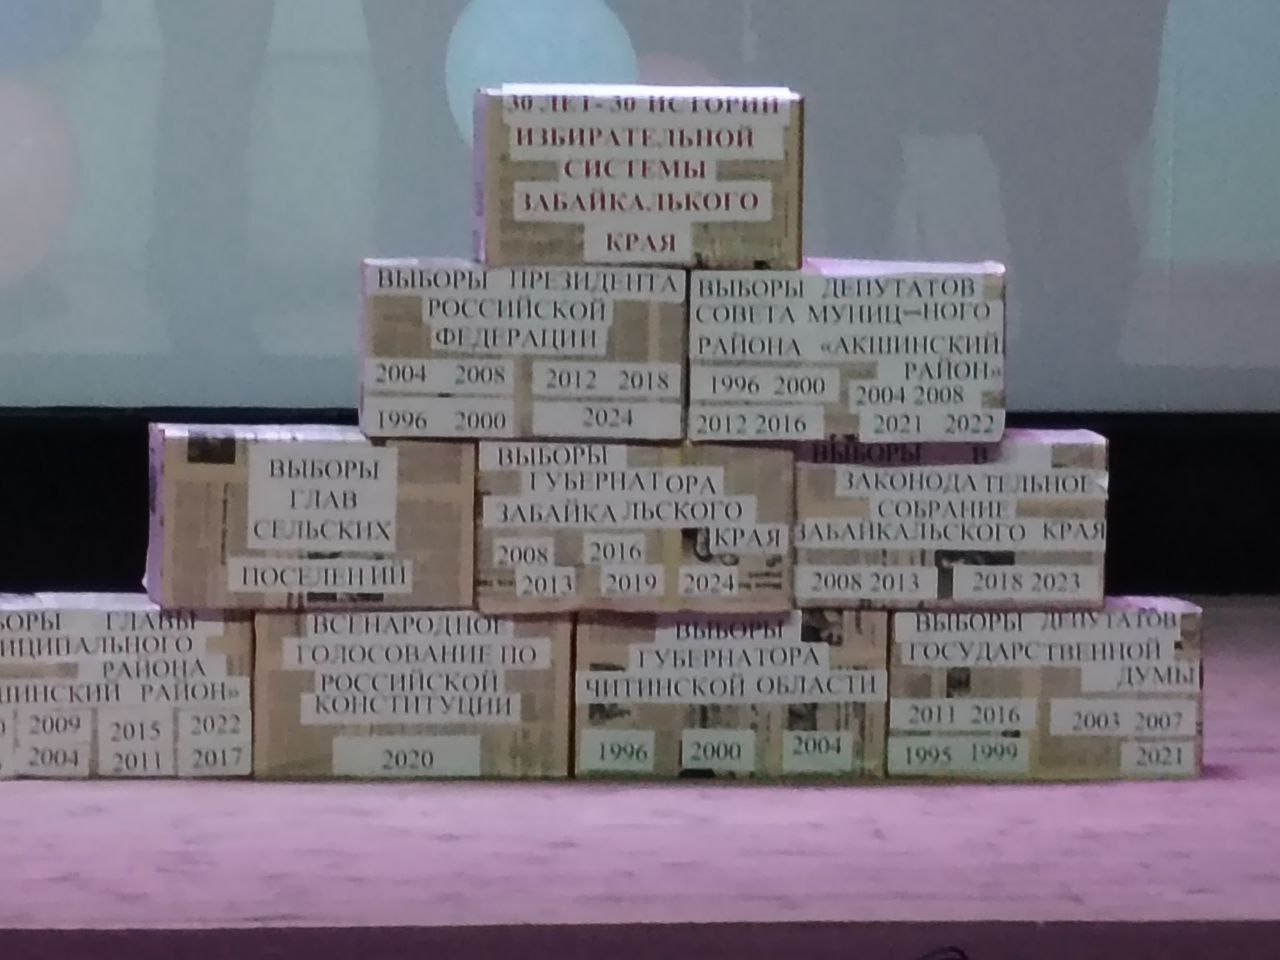 30 ЛЕТ- 30 ИСТОРИЙ
ИЗБИРАТЕЛЬНОЙ
СИСТЕМЫ
ЗАБАЙКАЛЬКОГО
КРАЯ
ВЫБОРЫ ПРЕЗИДЕНТА
РОССИЙСКОЙ
ФЕДЕРАЦИИ
2004 2008 2012 2018
1996 2000 2024
ВЫБОРЫ ДЕПУТАТОВ
СОВЕТА МУНИЦ-НОГО
РАЙОНА «АКШИНСКИЙ
РАЙОН»
1996 2000 2004 2008
2012 2016 2021 2022
ВЫБОРЫ
ГЛАВ
СЕЛЬСКИХ
ПОСЕЛЕНИЙ
ВЫБОРЫ
ГУБЕРНАТОРА
ЗАБАЙКАЛЬСКОГО
КРАЯ
2008 2016
2013 2019 2024
ВЫБОРЫ В
ЗАКОНОДАТЕЛЬНОЕ
СОБРАНИЕ
ЗАБАЙКАЛЬСКОГО КРАЯ
2008 2013 2018 2023
БОРЫ ГЛАВЫ
ИЦИПАЛЬНОГО
РАЙОНА
ШИНСКИЙ РАЙОН»
2009 2015 2022
2004 2011 2017
ВСЕНАРОДНОЕ
ГОЛОСОВАНИЕ ПО
РОССИЙСКОЙ
КОНСТИТУЦИИ
2020
ВЫБОРЫ
ГУБЕРНАТОРА
ЧИТИНСКОЙ ОБЛАСТИ
1996 2000 2004
ВЫБОРЫ ДЕПУТАТОВ
ГОСУДАРСТВЕННОЙ
ДУМЫ
2011 2016 2003 2007
1995 1999 2021